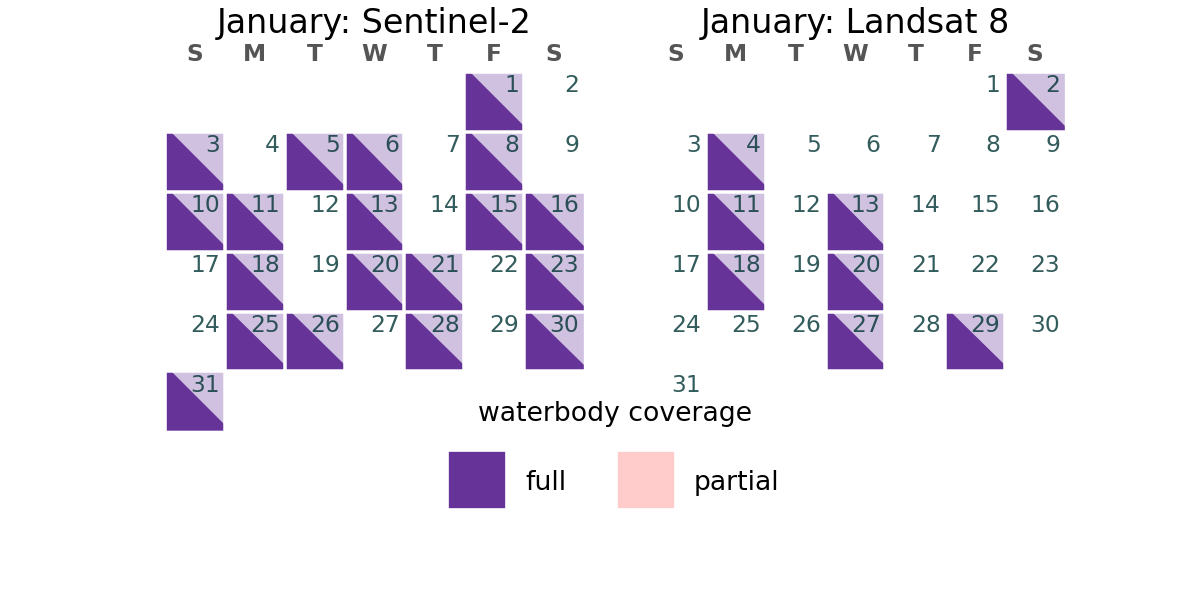 January: Sentinel-2
S M T W T F S
1 2
3 4 5 6 7 8 9
10 11 12 13 14 15 16
17 18 19 20 21 22 23
24 25 26 27 28 29 30
31
January: Landsat 8
S M T W T F S
1 2
3 4 5 6 7 8 9
10 11 12 13 14 15 16
17 18 19 20 21 22 23
24 25 26 27 28 29 30
31
waterbody coverage
full partial